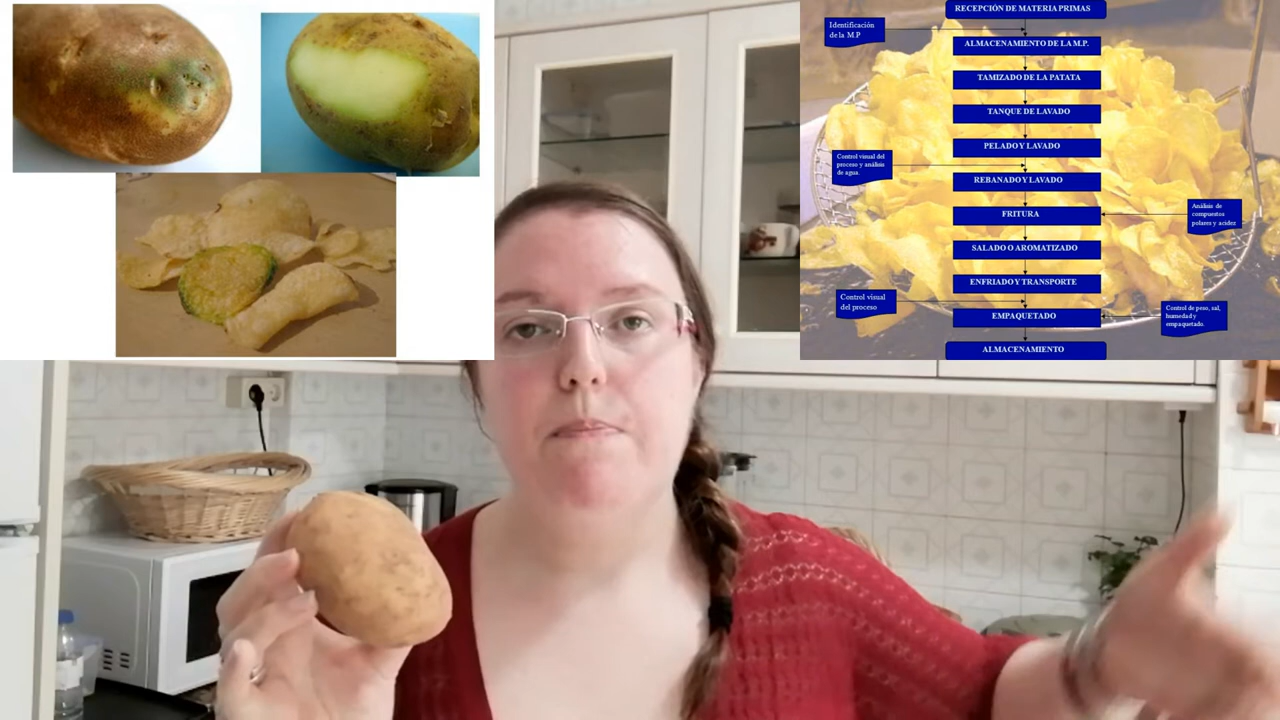 RECEPCIÓN DE MATERIA PRIMAS
Identificación
de la M.P
ALMACENAMIENTO DE LA M.P.
TAMIZADO DE LA PATATA
TANQUE DE LAVADO
PELADO Y LAVADO
Control visual del
proceso y análisis
de agua.
REBANADO Y LAVADO
FRITURA
Análisis de
compuestos
polares y acidez
SALADO O AROMATIZADO
ENFRIADO Y TRANSPORTE
Control visual
del proceso
EMPAQUETADO
Control de peso, sal,
humedad y
empaquetado.
ALMACENAMIENTO